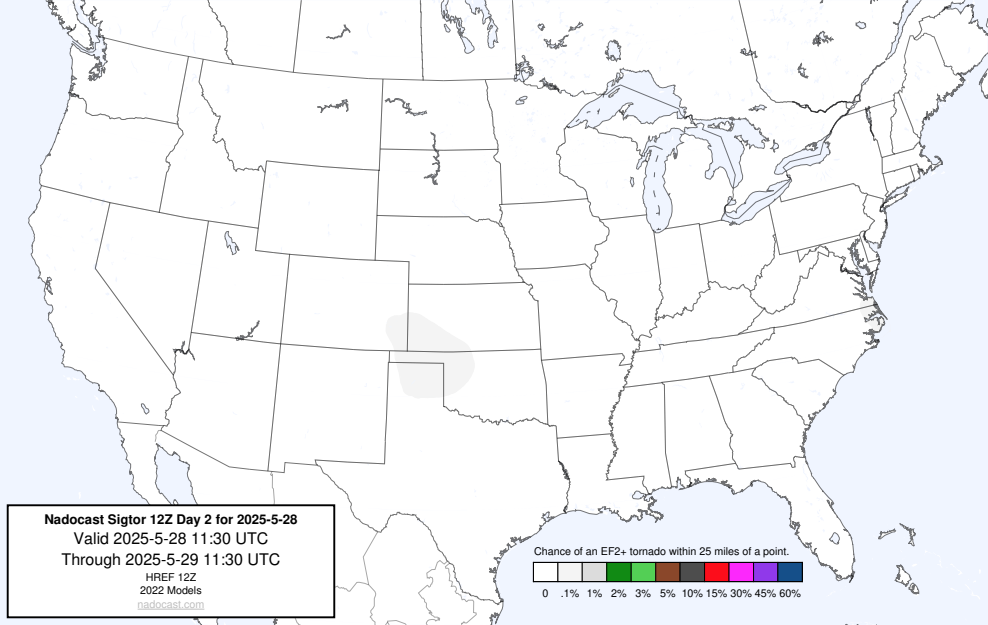 Nadocast Sigtor 12Z Day 2 for 2025-5-28
Valid 2025-5-28 11:30 UTC
Through 2025-5-29 11:30 UTC
HREF 12Z
2022 Models
nadocast.com
Chance of an EF2+ tornado within 25 miles of a point.
0 .1% 1% 2% 3% 5% 10% 15% 30% 45% 60%